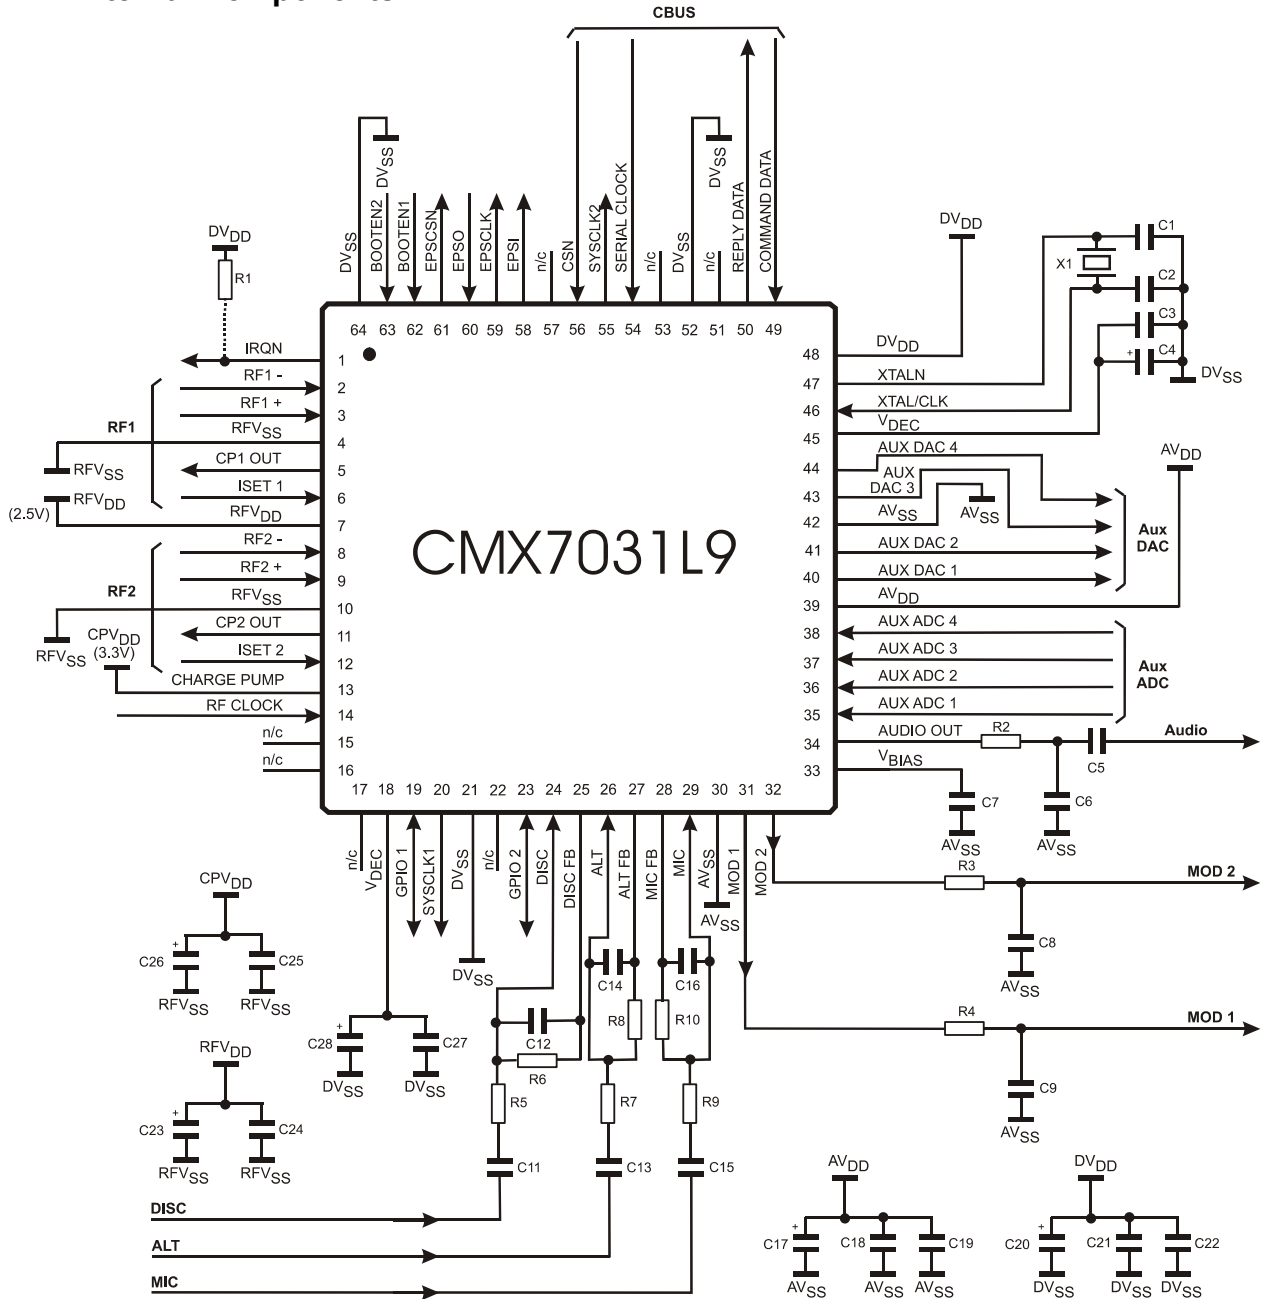 CBUS
DVSS
BOOTEN2
BOOTEN1
EPSCSN
EPSO
EPSCLK
EPSI
n/c
CSN
SYSCLK2
SERIAL CLOCK
n/c
DVSS
n/c
REPLY DATA
COMMAND DATA
DVSS
DVSS
64 63 62 61 60 59 58 57 56 55 54 53 52 51 50 49
DVDD
R1
IRQN 1
RF1 - 2
RF1 + 3
RF1
RFVSS 4
CP1 OUT 5
RFVSS
ISET 1 6
RFVDD
(2.5V)
RFVDD 7
RF2 - 8
RF2 + 9
RF2
RFVSS 10
CP2 OUT 11
RFVSS
CPVDD
(3.3V)
ISET 2 12
CHARGE PUMP 13
RF CLOCK 14
n/c 15
n/c 16
CMX7031L9
DVDD
C1
X1
C2
C3
+ C4
DVSS
48 DVDD
47 XTALN
46 XTAL/CLK
45 VDEC
44 AUX DAC 4
43 AUX
DAC 3
42 AVSS
AVSS
AVDD
41 AUX DAC 2
40 AUX DAC 1
Aux
DAC
39 AVDD
38 AUX ADC 4
37 AUX ADC 3
36 AUX ADC 2
35 AUX ADC 1
Aux
ADC
34 AUDIO OUT
R2
C5
Audio
33 VBIAS
C7
C6
AVSS
AVSS
17 18 19 20 21 22 23 24 25 26 27 28 29 30 31 32
n/c
VDEC
GPIO 1
SYSCLK1
DVSS
n/c
GPIO 2
DISC
DISC FB
ALT
ALT FB
MIC FB
MIC
AVSS
MOD 1
MOD 2
AVSS
DVSS
R3
MOD 2
C8
AVSS
R4
MOD 1
C9
AVSS
CPVDD
+
C26
C25
RFVSS
RFVSS
+
C28
C27
DVSS
DVSS
RFVDD
+
C23
C24
RFVSS
RFVSS
C14
C16
R8
R10
C12
R6
R5
R7
R9
C11
C13
C15
DISC
ALT
MIC
AVDD
+
C17
C18
C19
AVSS
AVSS
AVSS
DVDD
+
C20
C21
C22
DVSS
DVSS
DVSS